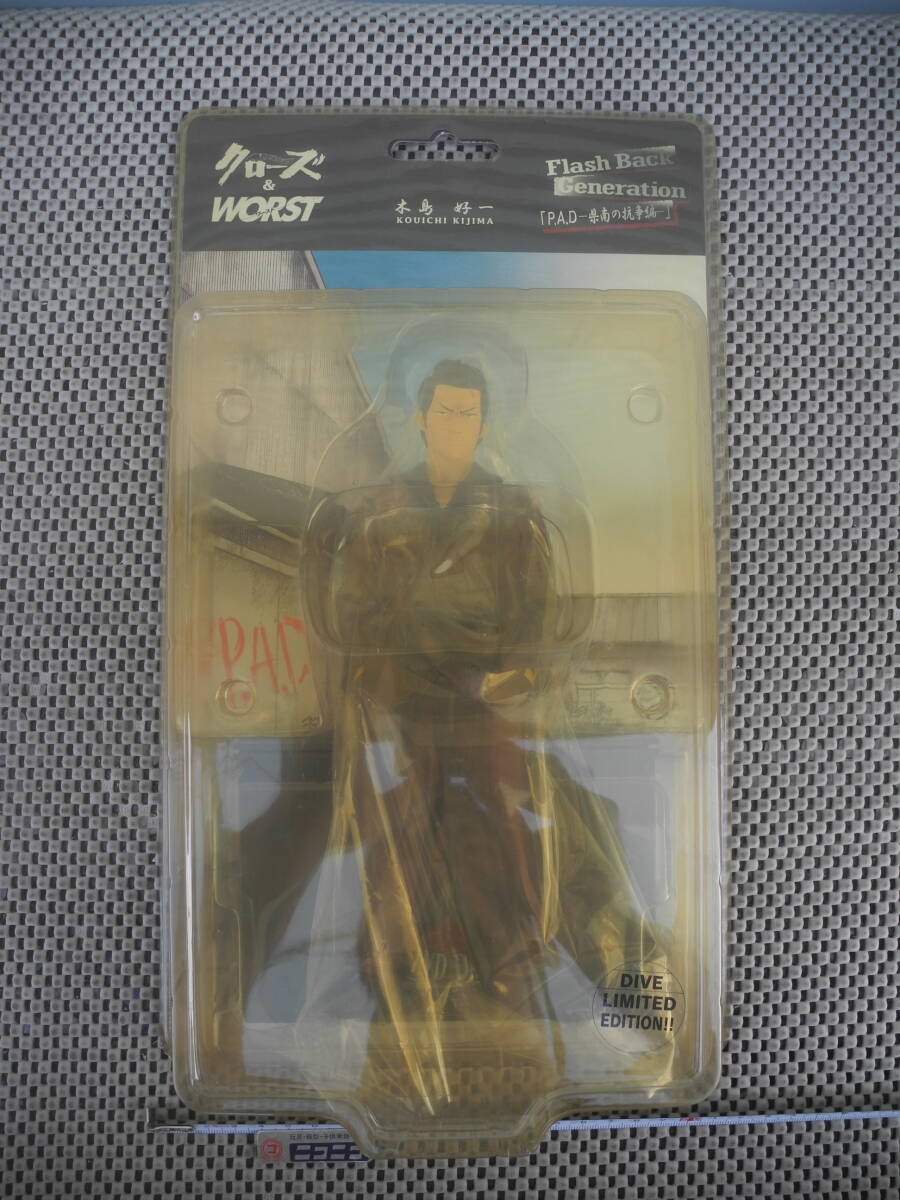 クローズ
&
WORST
木島 好一
KOUICHI KIJIMA
Flash Back
Generation
「P.A.D－県南の抗争編－」
P.A.D
DIVE
LIMITED
EDITION!!